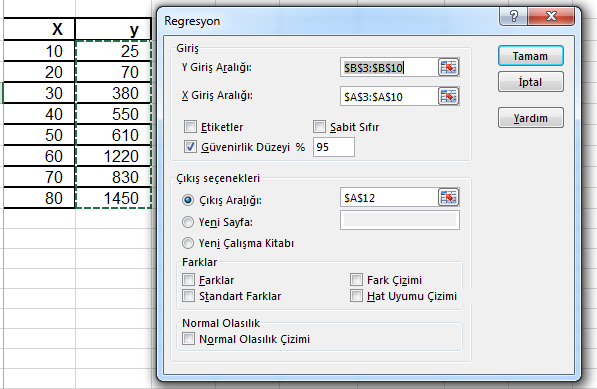 X y
10 25
20 70
30 380
40 550
50 610
60 1220
70 830
80 1450
Regresyon
Giriş
Y Giriş Aralığı: $B$3:$B$10
X Giriş Aralığı: $A$3:$A$10
Etiketler Sabit Sıfır
Güvenirlik Düzeyi % 95
Çıkış seçenekleri
Çıkış Aralığı: $A$12
Yeni Sayfa:
Yeni Çalışma Kitabı
Farklar
Farklar Fark Çizimi
Standart Farklar Hat Uyumu Çizimi
Normal Olasılık
Normal Olasılık Çizimi
?
Tamam
İptal
Yardım